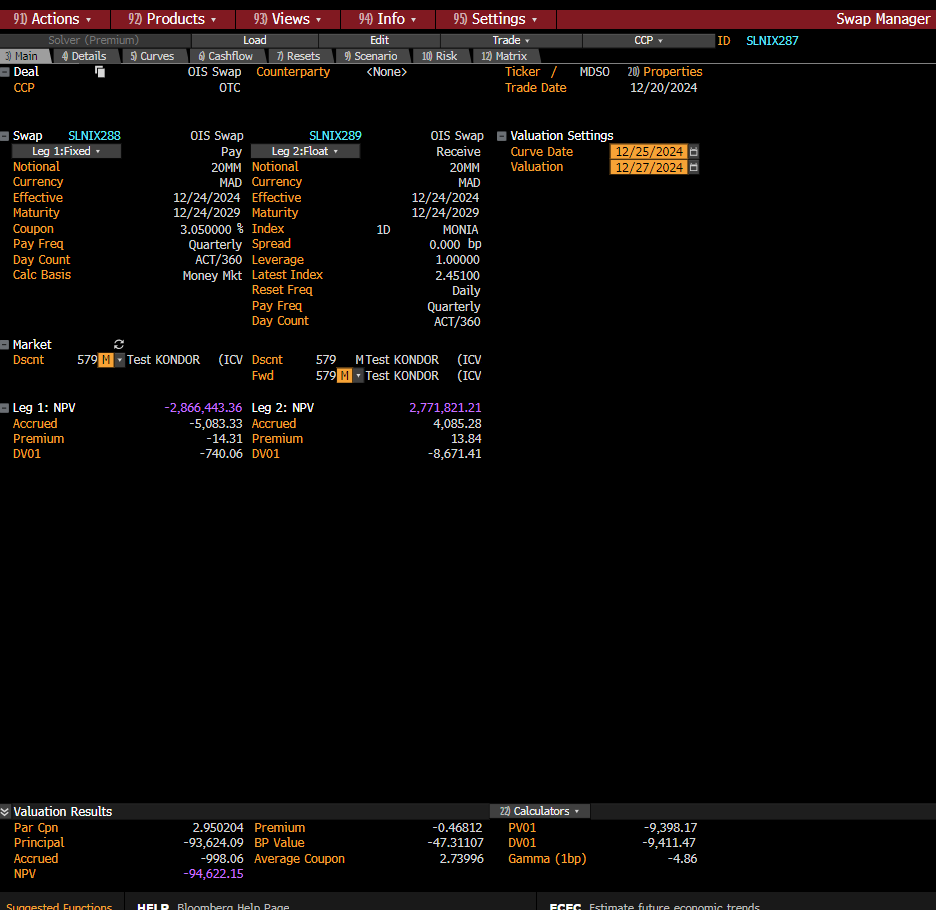 91) Actions 92) Products 93) Views 94) Info 95) Settings Swap Manager
Solver (Premium) Load Edit Trade CCP ID SLNIX287
3) Main 4) Details 5) Curves 6) Cashflow 7) Resets 9) Scenario 10) Risk 12) Matrix
Deal OIS Swap Counterparty <None> Ticker / MDSO 20) Properties
CCP OTC Trade Date 12/20/2024
Swap SLNIX288 OIS Swap SLNIX289 OIS Swap Valuation Settings
Leg 1:Fixed Pay Leg 2:Float Receive Curve Date 12/25/2024
Notional 20MM Notional 20MM Valuation 12/27/2024
Currency MAD Currency MAD
Effective 12/24/2024 Effective 12/24/2024
Maturity 12/24/2029 Maturity 12/24/2029
Coupon 3.050000 % Index 1D MONIA
Pay Freq Quarterly Spread 0.000 bp
Day Count ACT/360 Leverage 1.00000
Calc Basis Money Mkt Latest Index 2.45100
Reset Freq Daily
Pay Freq Quarterly
Day Count ACT/360
Market
Dscnt 579 M Test KONDOR (ICV Dscnt 579 M Test KONDOR (ICV
Fwd 579 M Test KONDOR (ICV
Leg 1: NPV -2,866,443.36 Leg 2: NPV 2,771,821.21
Accrued -5,083.33 Accrued 4,085.28
Premium -14.31 Premium 13.84
DV01 -740.06 DV01 -8,671.41
Valuation Results 22) Calculators
Par Cpn 2.950204 Premium -0.46812 PV01 -9,398.17
Principal -93,624.09 BP Value -47.31107 DV01 -9,411.47
Accrued -998.06 Average Coupon 2.73996 Gamma (1bp) -4.86
NPV -94,622.15
Suggested Functions HELP Bloomberg Help Page ECFC Estimate future economic trends